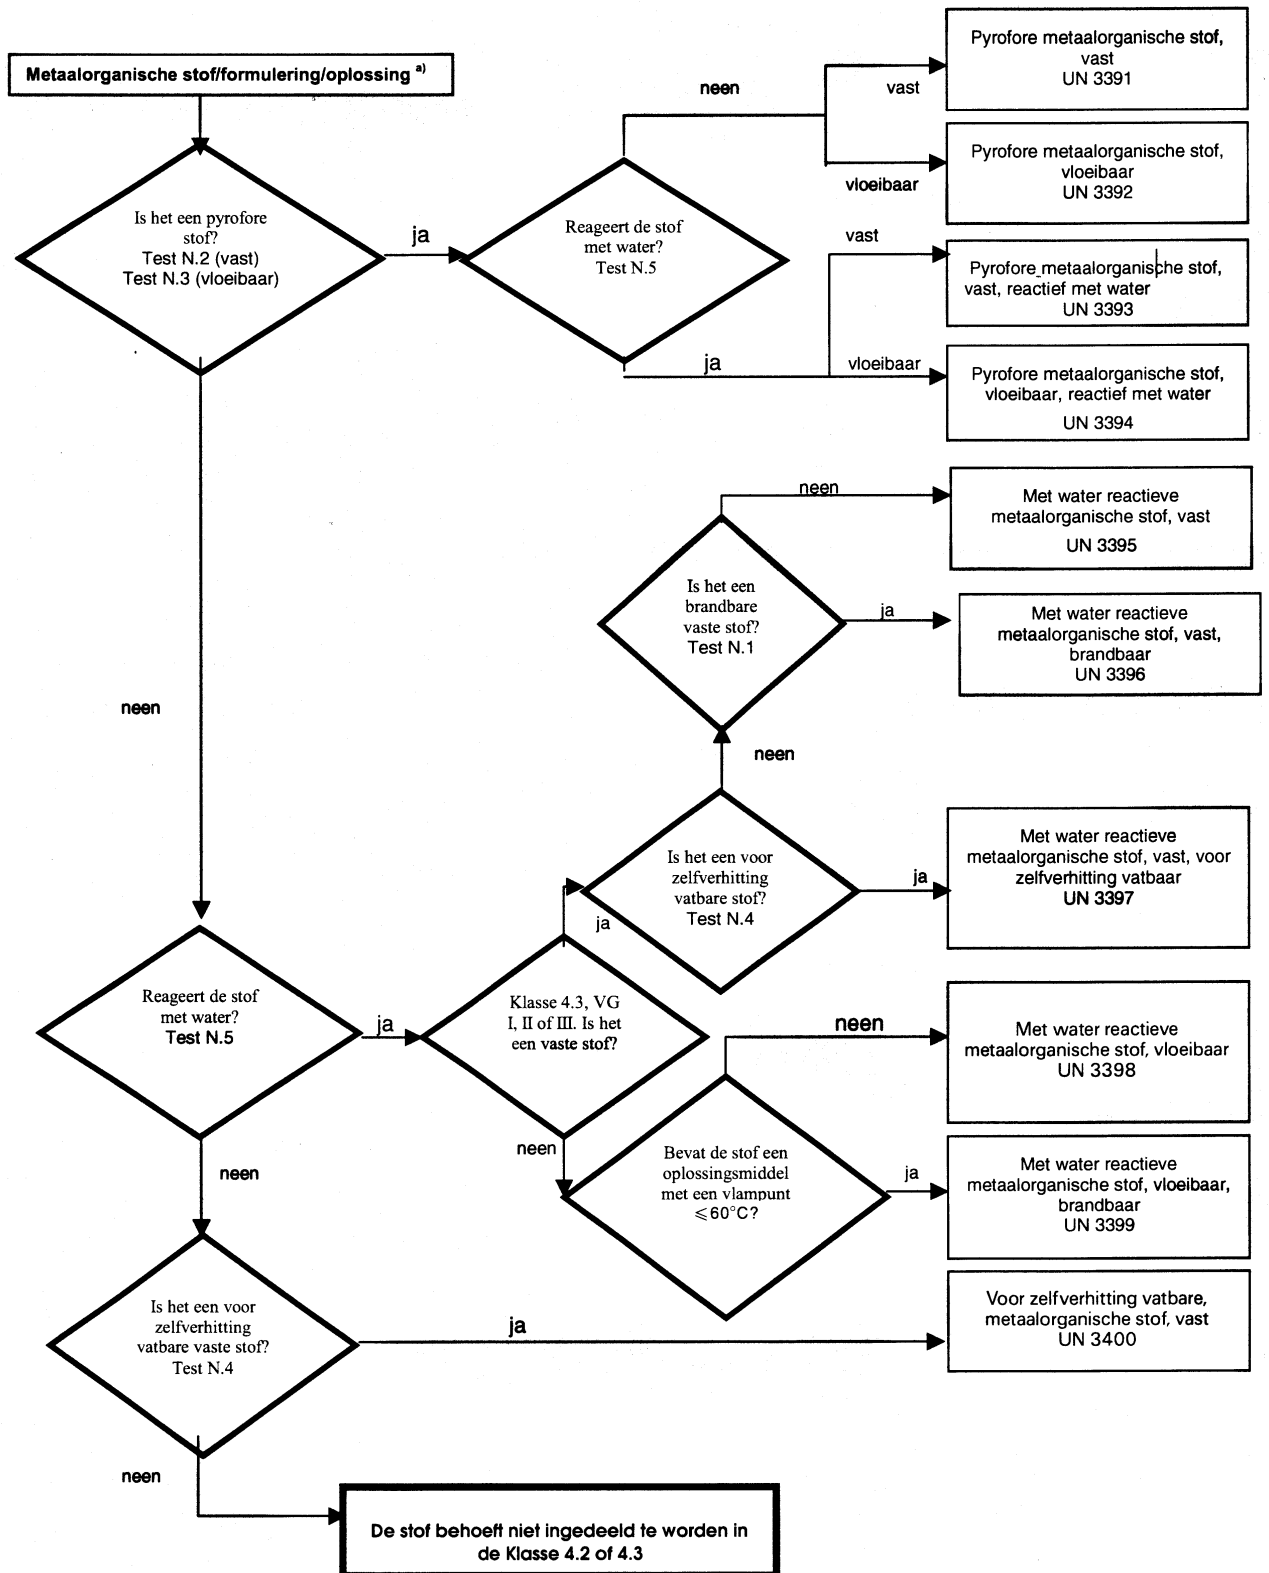 Metaalorganische stof/formulering/oplossing a)
neen
vast
Pyrofore metaalorganische stof,
vast
UN 3391
vloeibaar
Pyrofore metaalorganische stof,
vloeibaar
UN 3392
Is het een pyrofore
stof?
Test N.2 (vast)
Test N.3 (vloeibaar)
ja
Reageert de stof
met water?
Test N.5
vast
Pyrofore metaalorganische stof,
vast, reactief met water
UN 3393
ja
vloeibaar
Pyrofore metaalorganische stof,
vloeibaar, reactief met water
UN 3394
neen
Met water reactieve
metaalorganische stof, vast
UN 3395
Is het een
brandbare
vaste stof?
Test N.1
ja
Met water reactieve
metaalorganische stof, vast,
brandbaar
UN 3396
neen
neen
Is het een voor
zelfverhitting
vatbare stof?
Test N.4
ja
Met water reactieve
metaalorganische stof, vast, voor
zelfverhitting vatbaar
UN 3397
ja
Reageert de stof
met water?
Test N.5
ja
Klasse 4.3, VG
I, II of III. Is het
een vaste stof?
neen
Met water reactieve
metaalorganische stof, vloeibaar
UN 3398
neen
neen
Bevat de stof een
oplossingsmiddel
met een vlampunt
≤60°C?
ja
Met water reactieve
metaalorganische stof, vloeibaar,
brandbaar
UN 3399
Is het een voor
zelfverhitting
vatbare vaste stof?
Test N.4
ja
Voor zelfverhitting vatbare,
metaalorganische stof, vast
UN 3400
neen
De stof behoeft niet ingedeeld te worden in
de Klasse 4.2 of 4.3